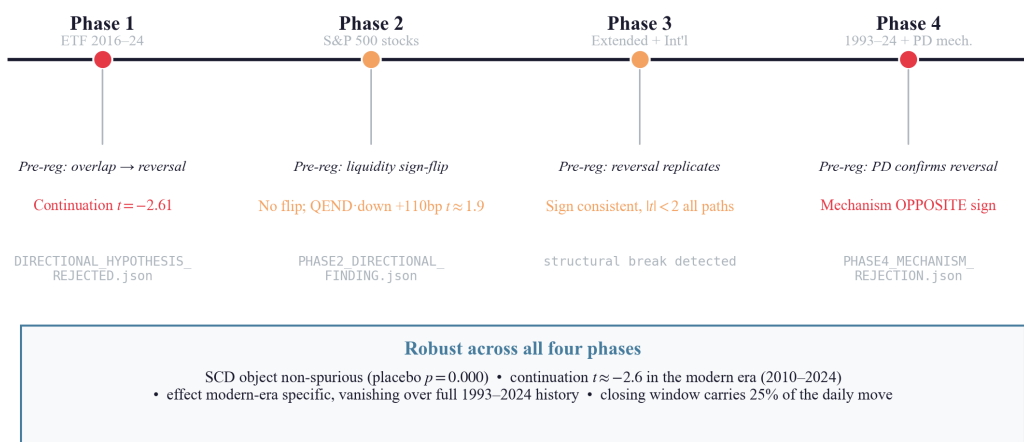 Phase 1
ETF 2016–24
Pre-reg: overlap → reversal
Continuation t = −2.61
DIRECTIONAL_HYPOTHESIS_
REJECTED.json
Phase 2
S&P 500 stocks
Pre-reg: liquidity sign-flip
No flip; QEND·down +110bp t ≈ 1.9
PHASE2_DIRECTIONAL_
FINDING.json
Phase 3
Extended + Int'l
Pre-reg: reversal replicates
Sign consistent, |t| < 2 all paths
structural break detected
Phase 4
1993–24 + PD mech.
Pre-reg: PD confirms reversal
Mechanism OPPOSITE sign
PHASE4_MECHANISM_
REJECTION.json
Robust across all four phases
SCD object non-spurious (placebo p = 0.000) • continuation t ≈ −2.6 in the modern era (2010–2024)
• effect modern-era specific, vanishing over full 1993–2024 history • closing window carries 25% of the daily move